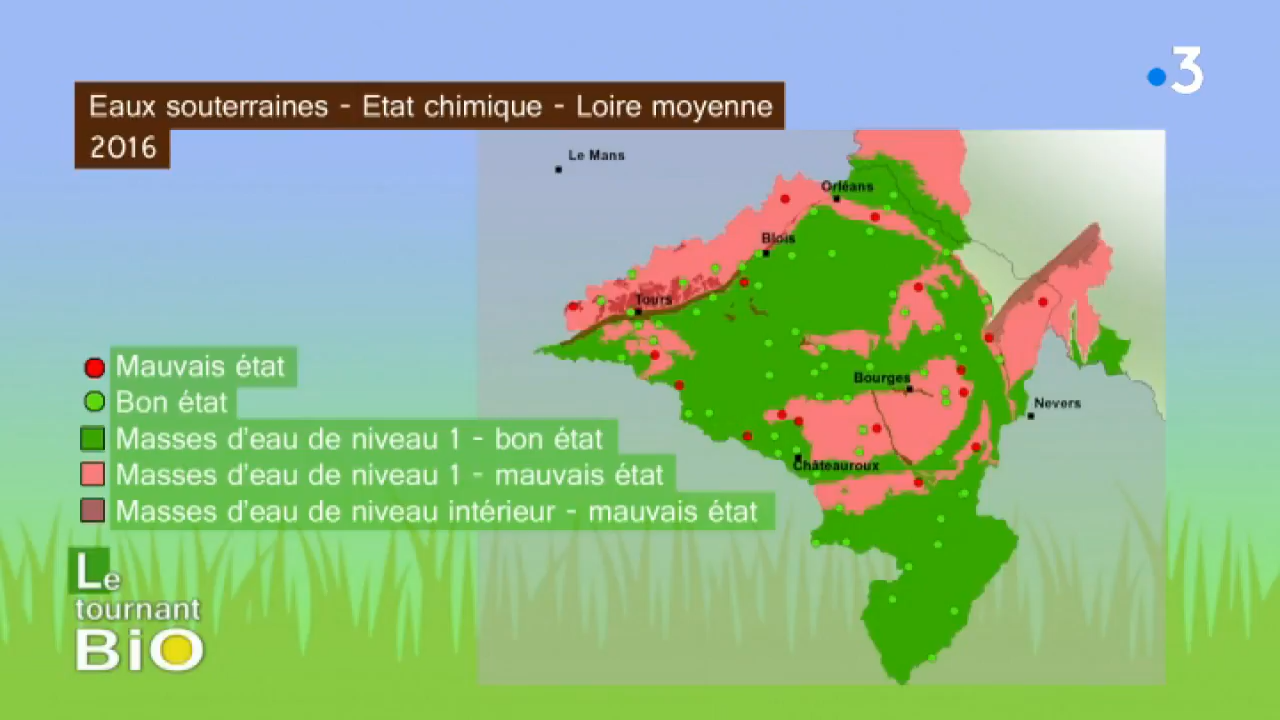 3
Eaux souterraines - Etat chimique - Loire moyenne
2016
Le Mans
Orléans
Blois
Tours
Mauvais état
Bourges
Bon état
Nevers
Masses d'eau de niveau 1 - bon état
Châteauroux
Masses d'eau de niveau 1 - mauvais état
Masses d'eau de niveau intérieur - mauvais état
Le
tournant
BiO